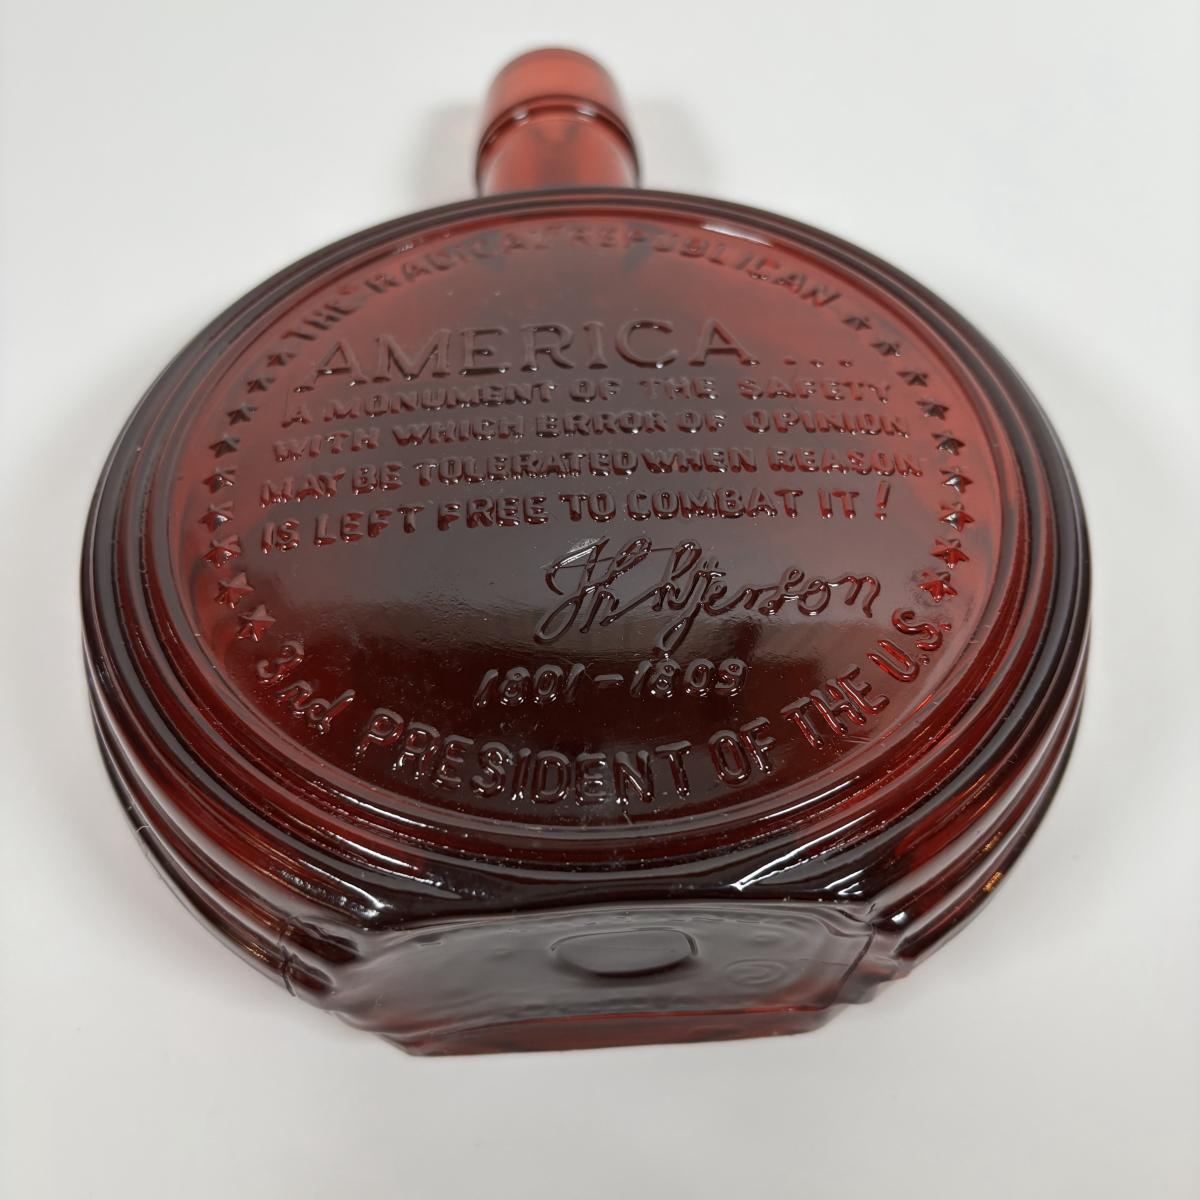 THE RADICAL REPUBLICAN
AMERICA...
A MONUMENT OF THE SAFETY
WITH WHICH ERROR OF OPINION
MAY BE TOLERATED WHEN REASON
IS LEFT FREE TO COMBAT IT!
Th Jefferson
1801-1809
3nd PRESIDENT OF THE U.S.